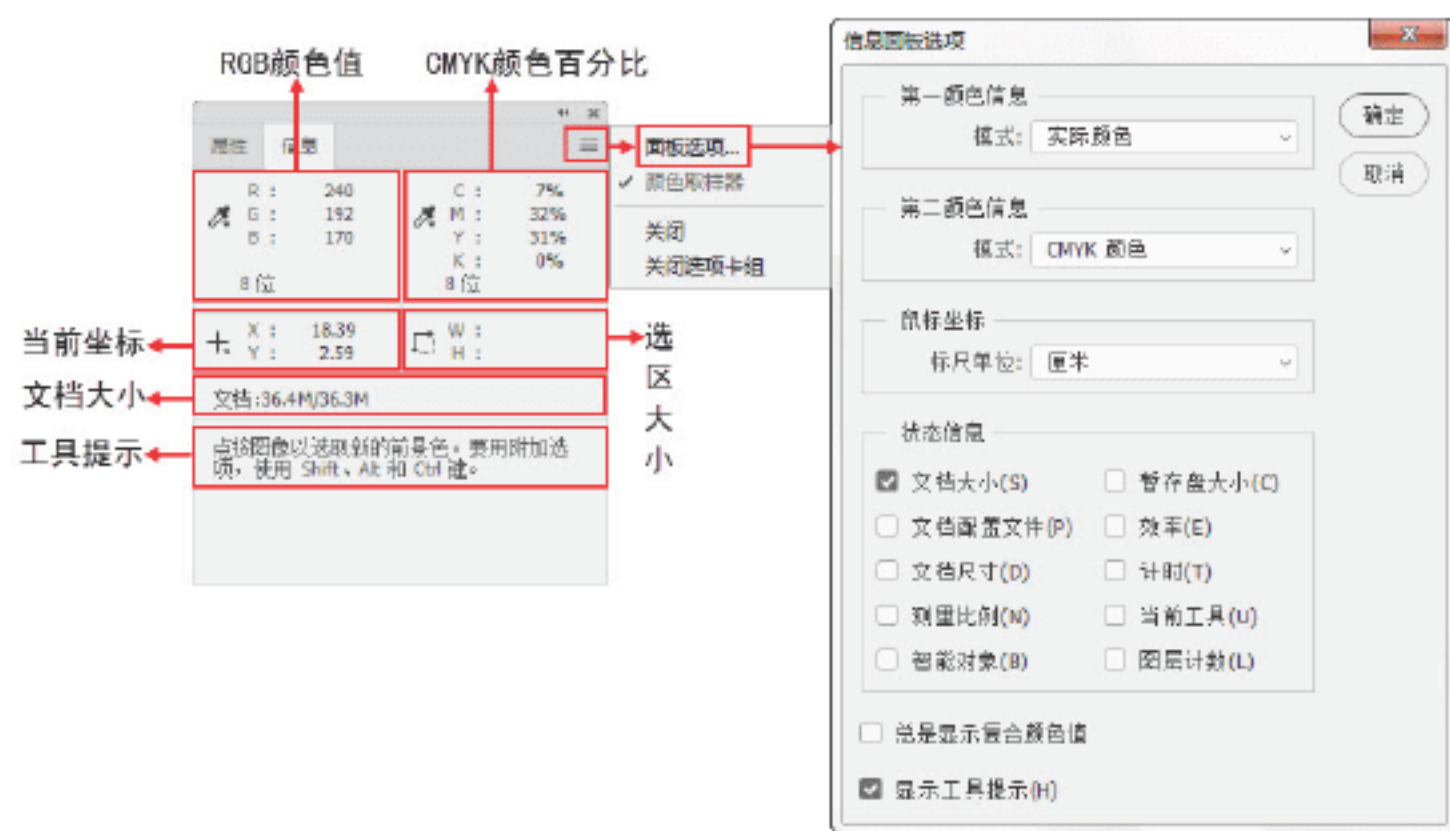 RGB颜色值
CMYK颜色百分比
属性 信息
R： 240
G： 192
B： 170
8位
C： 7%
M： 32%
Y： 31%
K： 0%
8位
当前坐标
X： 18.39
Y： 2.59
W：
H：
选区大小
文档大小
文档:36.4M/36.3M
工具提示
点按图像以选取新的前景色。要用附加选
项，使用 Shift、Alt 和 Ctrl 键。
面板选项...
颜色取样器
关闭
关闭选项卡组
信息面板选项
第一颜色信息
模式: 实际颜色
确定
取消
第二颜色信息
模式: CMYK 颜色
鼠标坐标
标尺单位: 厘米
状态信息
文档大小(S) 暂存盘大小(C)
文档配置文件(P) 效率(E)
文档尺寸(D) 计时(T)
测量比例(N) 当前工具(U)
智能对象(B) 图层计数(L)
总是显示复合颜色值
显示工具提示(H)